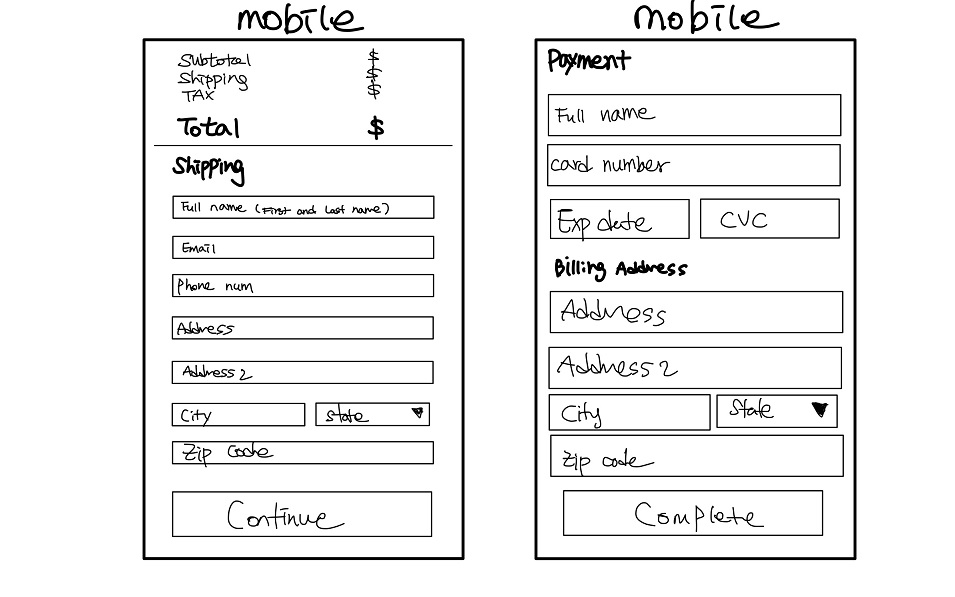 mobile
Subtotal $
Shipping $
TAX $
Total $
Shipping
Full name (First and Last name)
Email
Phone num
Address
Address 2
City State
Zip Code
Continue
mobile
Payment
Full name
card number
Exp date CVC
Billing Address
Address
Address 2
City State
Zip code
Complete